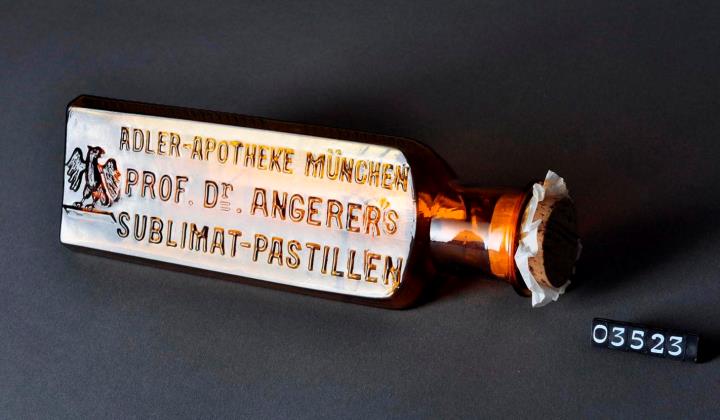 ADLER-APOTHEKE MÜNCHEN
PROF. Dr. ANGERER'S
SUBLIMAT-PASTILLEN
03523